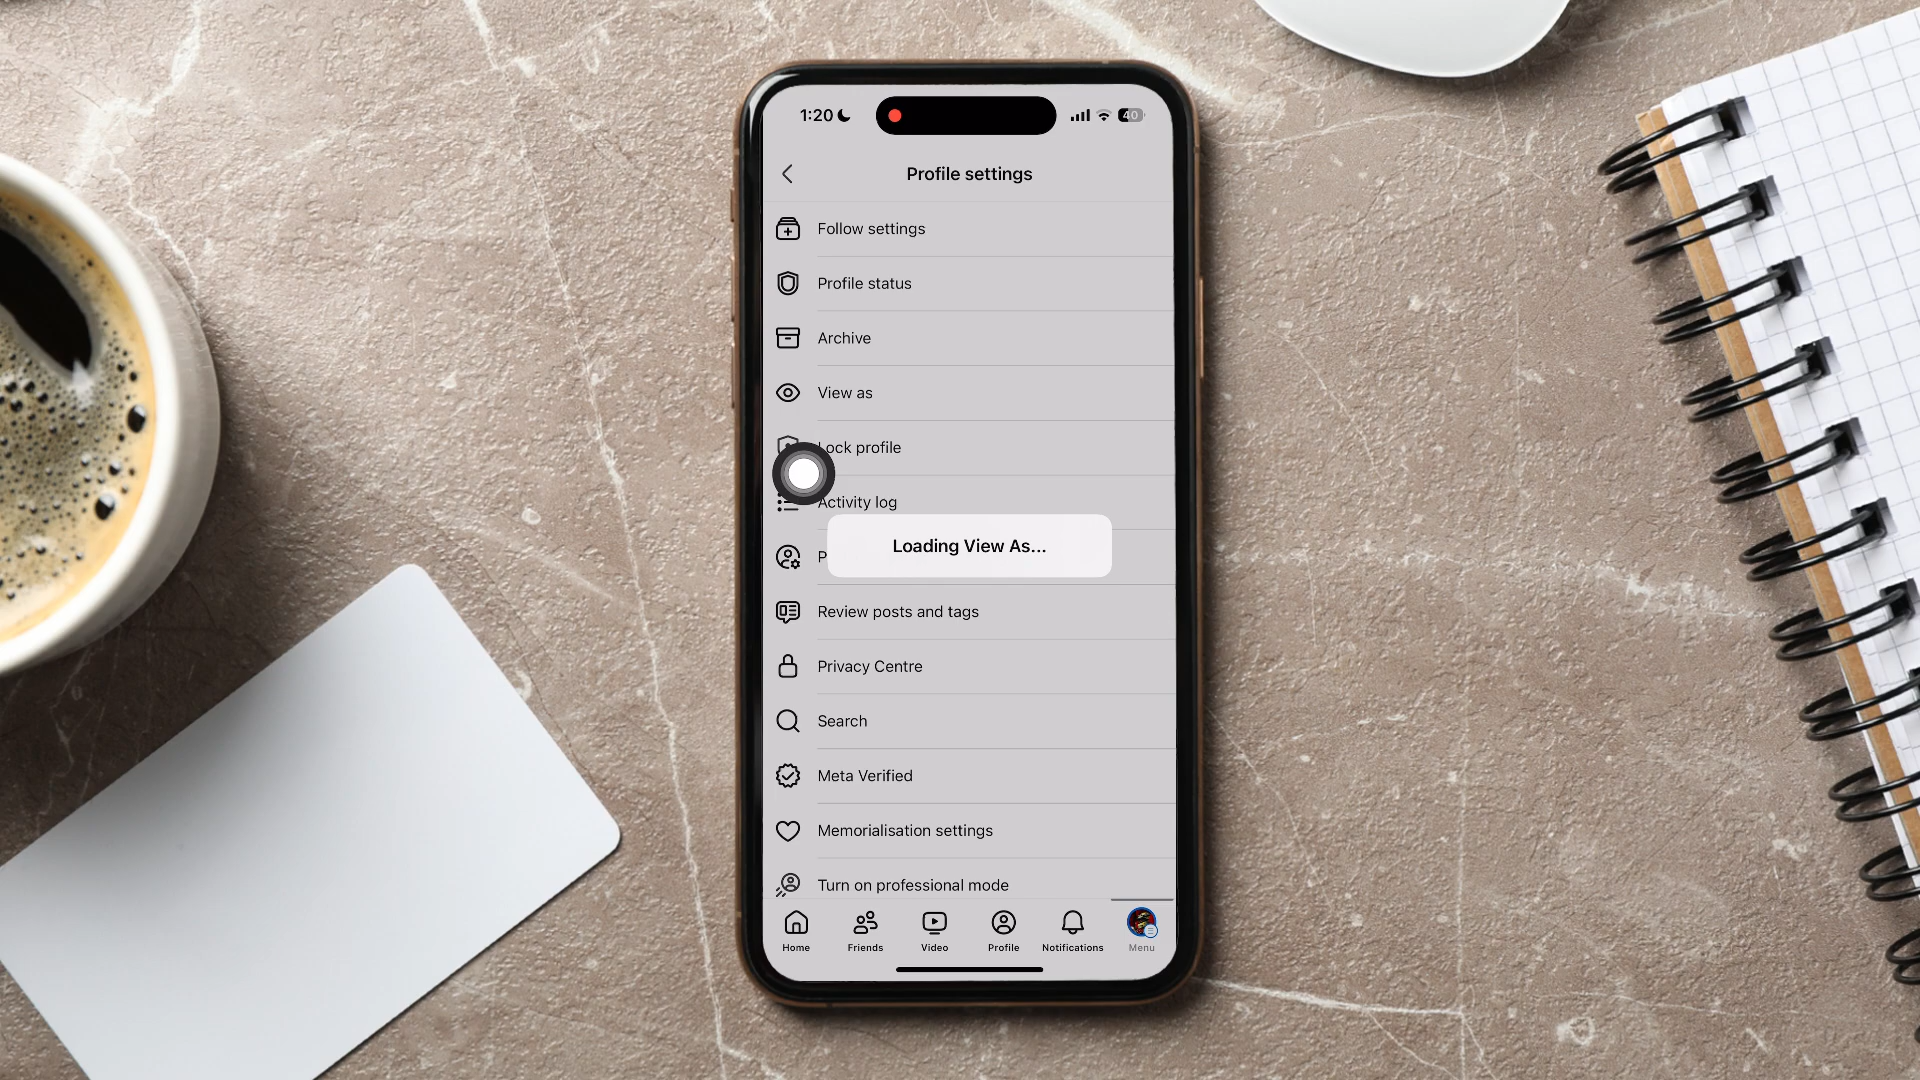 1:20
40
Profile settings
Follow settings
Profile status
Archive
View as
Lock profile
Activity log
Loading View As...
P
Review posts and tags
Privacy Centre
Search
Meta Verified
Memorialisation settings
Turn on professional mode
Home
Friends
Video
Profile
Notifications
Menu